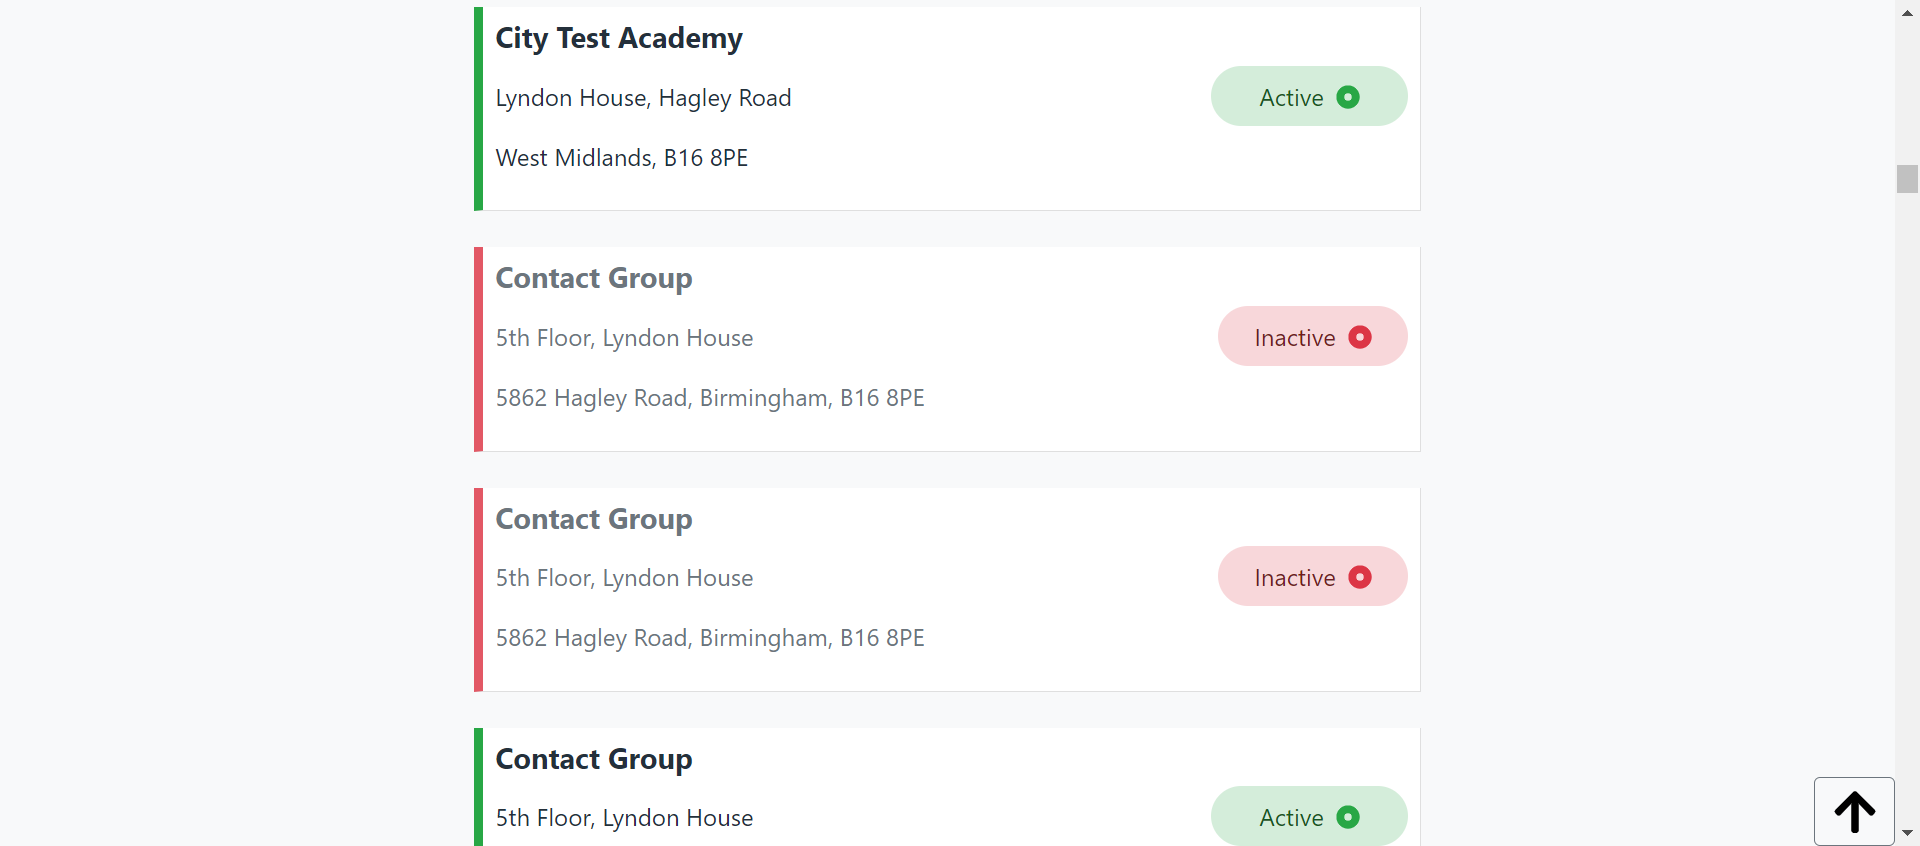 City Test Academy
Lyndon House, Hagley Road
Active
West Midlands, B16 8PE
Contact Group
5th Floor, Lyndon House
Inactive
5862 Hagley Road, Birmingham, B16 8PE
Contact Group
5th Floor, Lyndon House
Inactive
5862 Hagley Road, Birmingham, B16 8PE
Contact Group
5th Floor, Lyndon House
Active